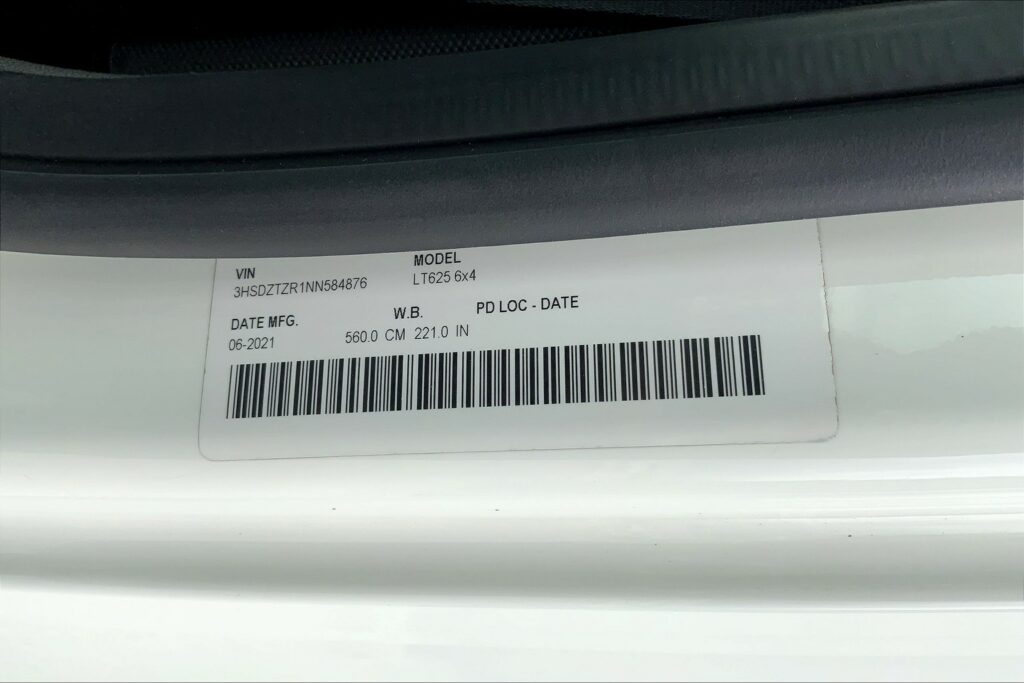 VIN MODEL
3HSDZTZR1NN584876 LT625 6x4
DATE MFG. W.B. PD LOC - DATE
06-2021 560.0 CM 221.0 IN